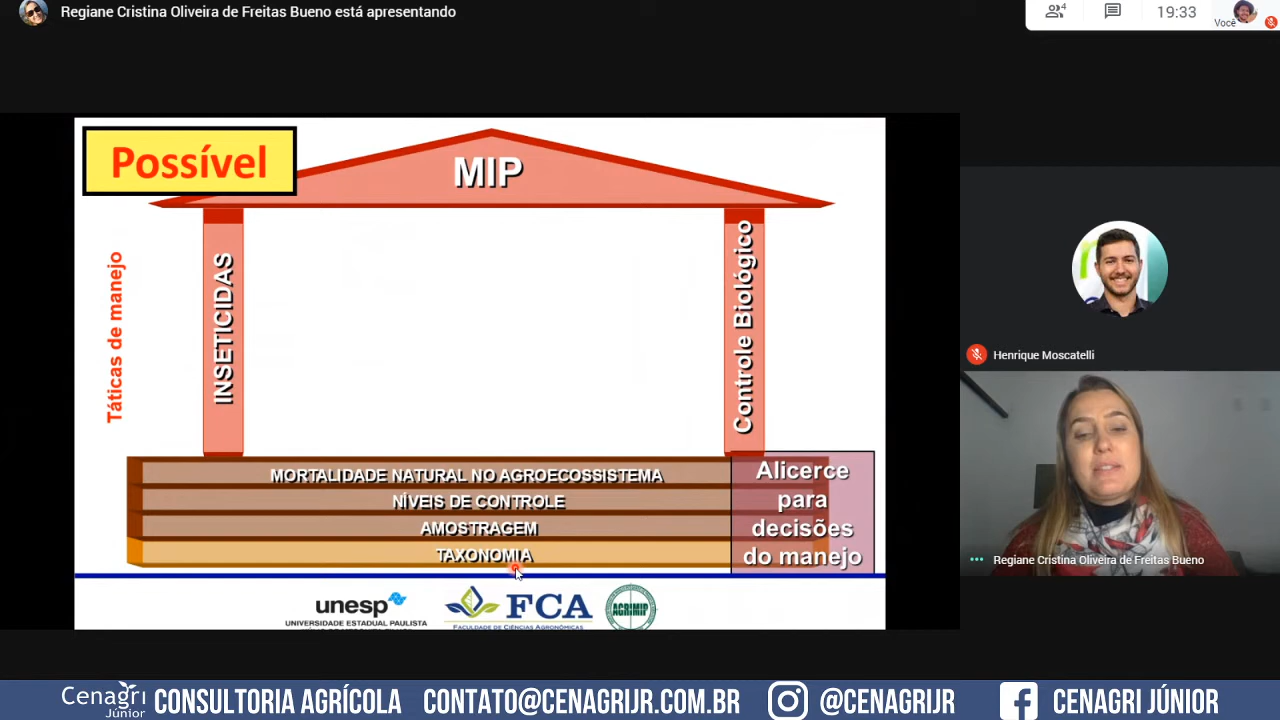 Regiane Cristina Oliveira de Freitas Bueno está apresentando
4
19:33
Você
Possível
MIP
Táticas de manejo
INSETICIDAS
Controle Biológico
MORTALIDADE NATURAL NO AGROECOSSISTEMA
NÍVEIS DE CONTROLE
AMOSTRAGEM
TAXONOMIA
Alicerce
para
decisões
do manejo
unesp
UNIVERSIDADE ESTADUAL PAULISTA
FCA
FACULDADE DE CIÊNCIAS AGRONÔMICAS
AGRIMIP
Henrique Moscatelli
Regiane Cristina Oliveira de Freitas Bueno
Cenagri
Júnior
CONSULTORIA AGRÍCOLA
CONTATO@CENAGRIJR.COM.BR
@CENAGRIJR
CENAGRI JÚNIOR